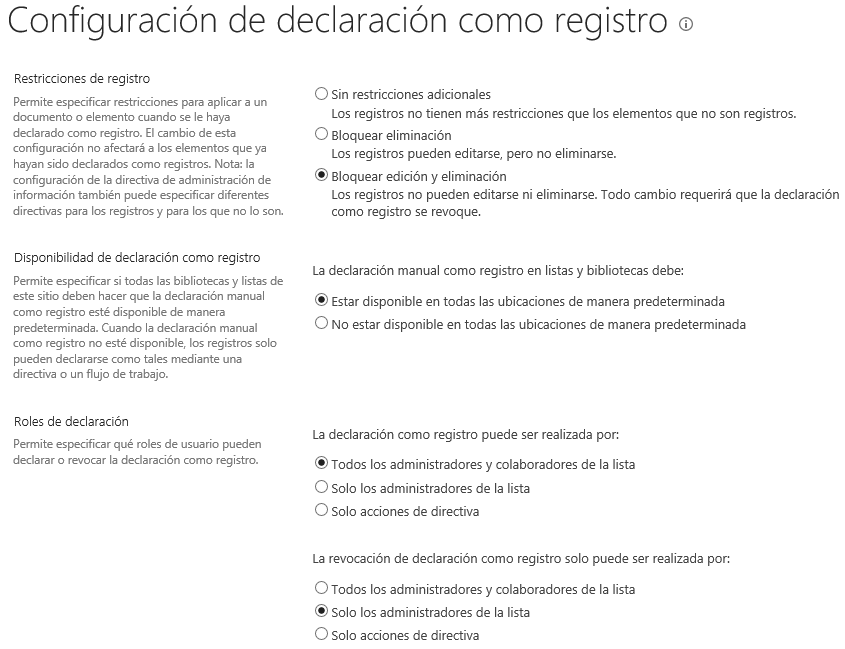 Configuración de declaración como registro
Restricciones de registro
Permite especificar restricciones para aplicar a un
documento o elemento cuando se le haya
declarado como registro. El cambio de esta
configuración no afectará a los elementos que ya
hayan sido declarados como registros. Nota: la
configuración de la directiva de administración de
información también puede especificar diferentes
directivas para los registros y para los que no lo son.
Sin restricciones adicionales
Los registros no tienen más restricciones que los elementos que no son registros.
Bloquear eliminación
Los registros pueden editarse, pero no eliminarse.
Bloquear edición y eliminación
Los registros no pueden editarse ni eliminarse. Todo cambio requerirá que la declaración
como registro se revoque.
Disponibilidad de declaración como registro
Permite especificar si todas las bibliotecas y listas de
este sitio deben hacer que la declaración manual
como registro esté disponible de manera
predeterminada. Cuando la declaración manual
como registro no esté disponible, los registros solo
pueden declararse como tales mediante una
directiva o un flujo de trabajo.
La declaración manual como registro en listas y bibliotecas debe:
Estar disponible en todas las ubicaciones de manera predeterminada
No estar disponible en todas las ubicaciones de manera predeterminada
Roles de declaración
Permite especificar qué roles de usuario pueden
declarar o revocar la declaración como registro.
La declaración como registro puede ser realizada por:
Todos los administradores y colaboradores de la lista
Solo los administradores de la lista
Solo acciones de directiva
La revocación de declaración como registro solo puede ser realizada por:
Todos los administradores y colaboradores de la lista
Solo los administradores de la lista
Solo acciones de directiva